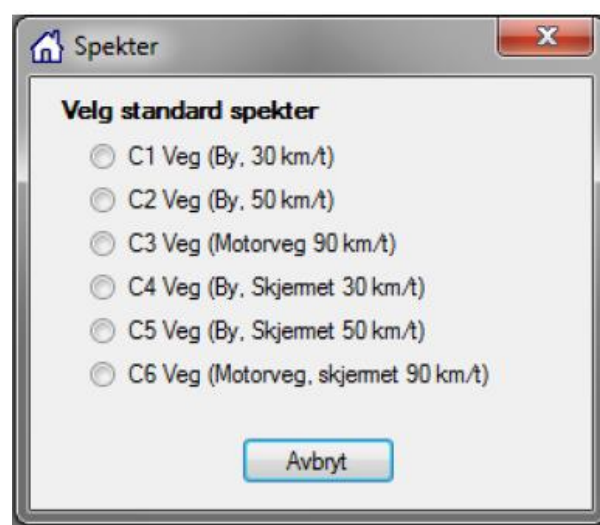 Spekter
Velg standard spekter
C1 Veg (By, 30 km/t)
C2 Veg (By, 50 km/t)
C3 Veg (Motorveg 90 km/t)
C4 Veg (By, Skjermet 30 km/t)
C5 Veg (By, Skjermet 50 km/t)
C6 Veg (Motorveg, skjermet 90 km/t)
Avbryt